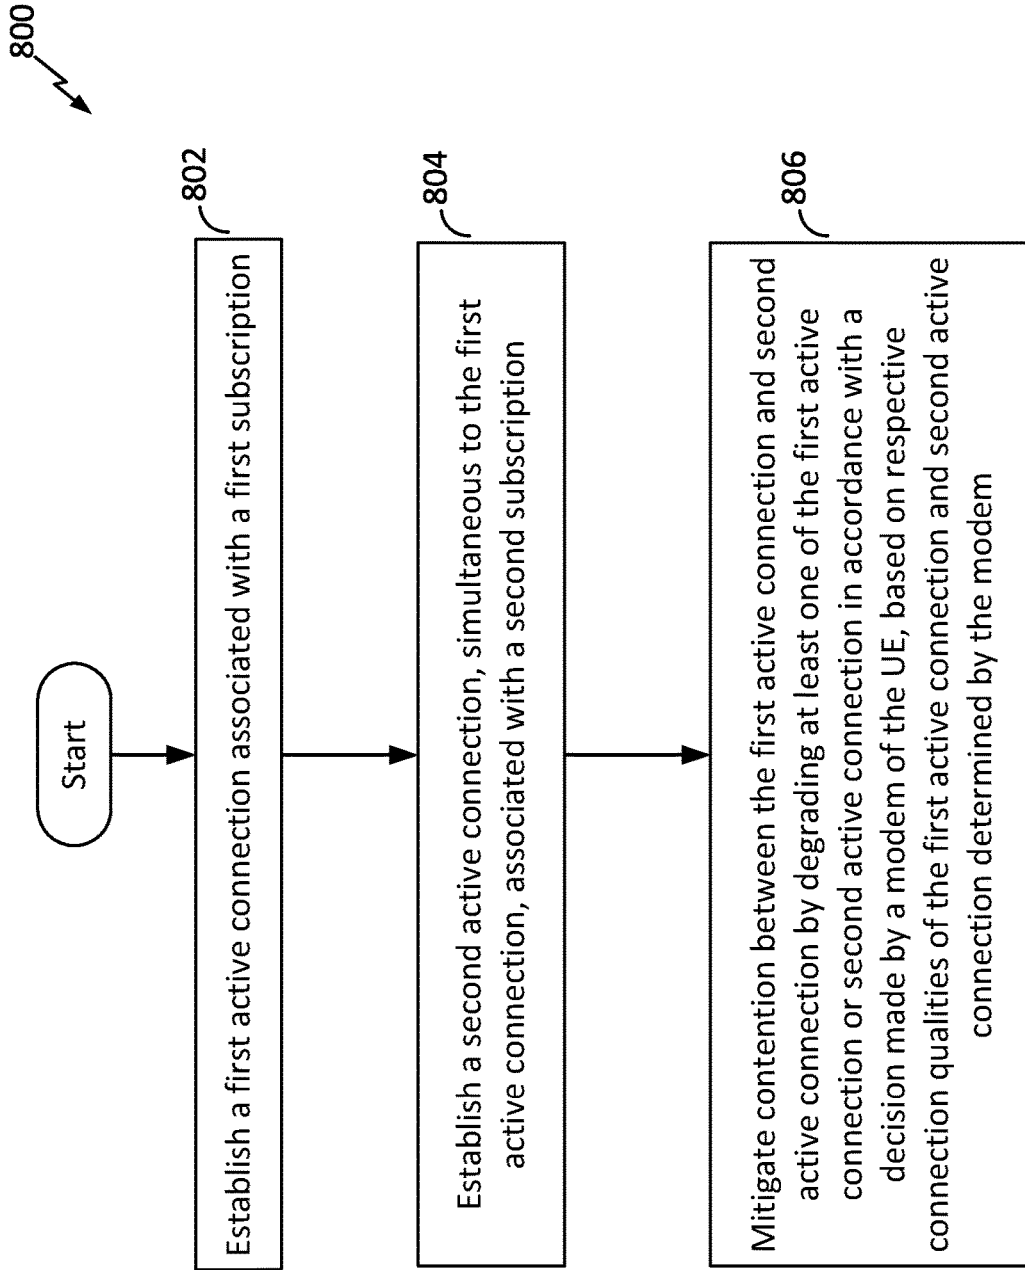 800
Start
802
Establish a first active connection associated with a first subscription
804
Establish a second active connection, simultaneous to the first
active connection, associated with a second subscription
806
Mitigate contention between the first active connection and second
active connection by degrading at least one of the first active
connection or second active connection in accordance with a
decision made by a modem of the UE, based on respective
connection qualities of the first active connection and second active
connection determined by the modem